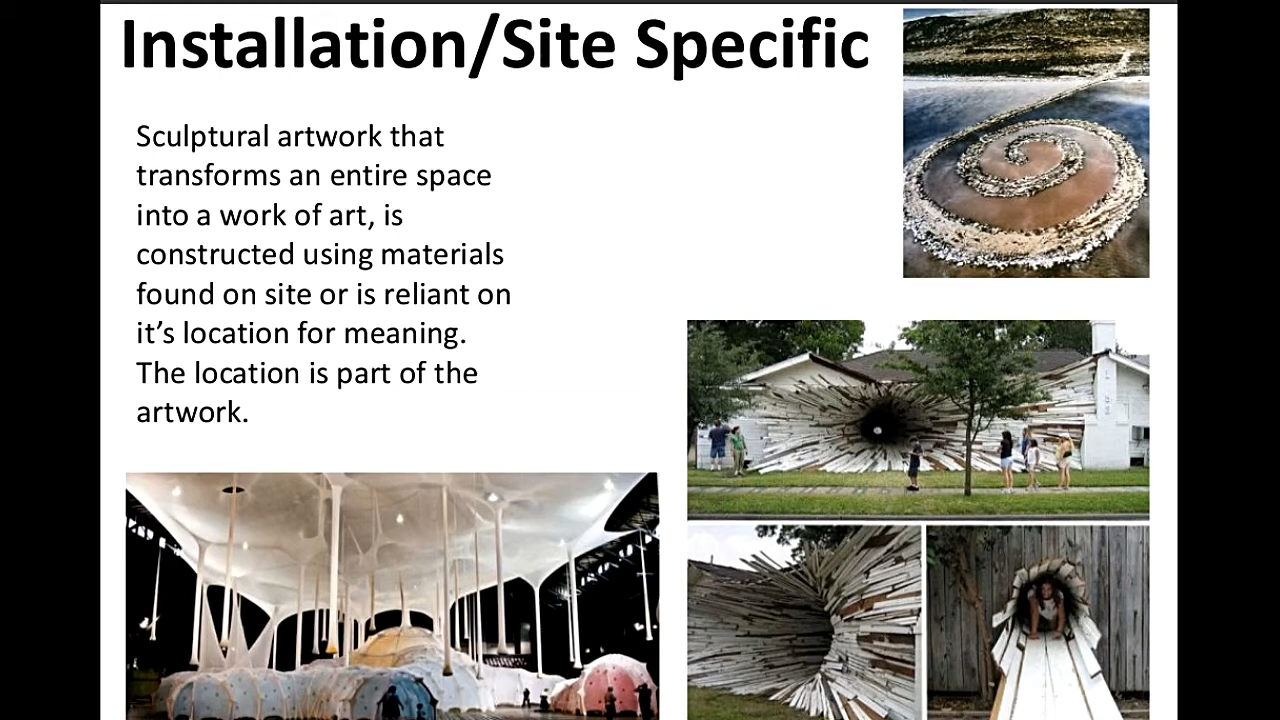 Installation/Site Specific
Sculptural artwork that
transforms an entire space
into a work of art, is
constructed using materials
found on site or is reliant on
it’s location for meaning.
The location is part of the
artwork.